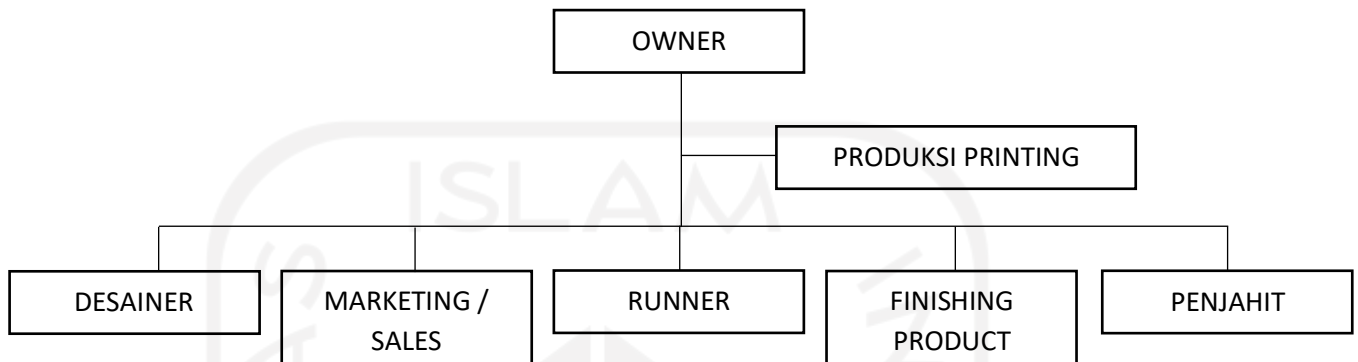 OWNER
PRODUKSI PRINTING
ISLAM
DESAINER
MARKETING /
SALES
RUNNER
FINISHING
PRODUCT
PENJAHIT